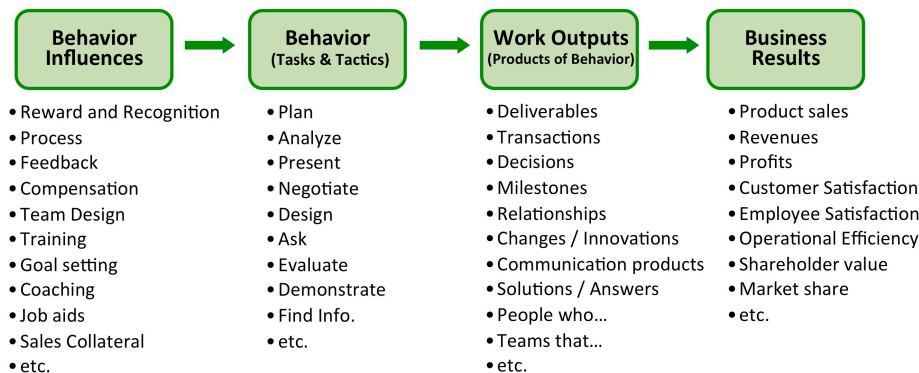 Behavior
Influences
• Reward and Recognition
• Process
• Feedback
• Compensation
• Team Design
• Training
• Goal setting
• Coaching
• Job aids
• Sales Collateral
• etc.
Behavior
(Tasks & Tactics)
• Plan
• Analyze
• Present
• Negotiate
• Design
• Ask
• Evaluate
• Demonstrate
• Find Info.
• etc.
Work Outputs
(Products of Behavior)
• Deliverables
• Transactions
• Decisions
• Milestones
• Relationships
• Changes / Innovations
• Communication products
• Solutions / Answers
• People who...
• Teams that...
• etc.
Business
Results
• Product sales
• Revenues
• Profits
• Customer Satisfaction
• Employee Satisfaction
• Operational Efficiency
• Shareholder value
• Market share
• etc.